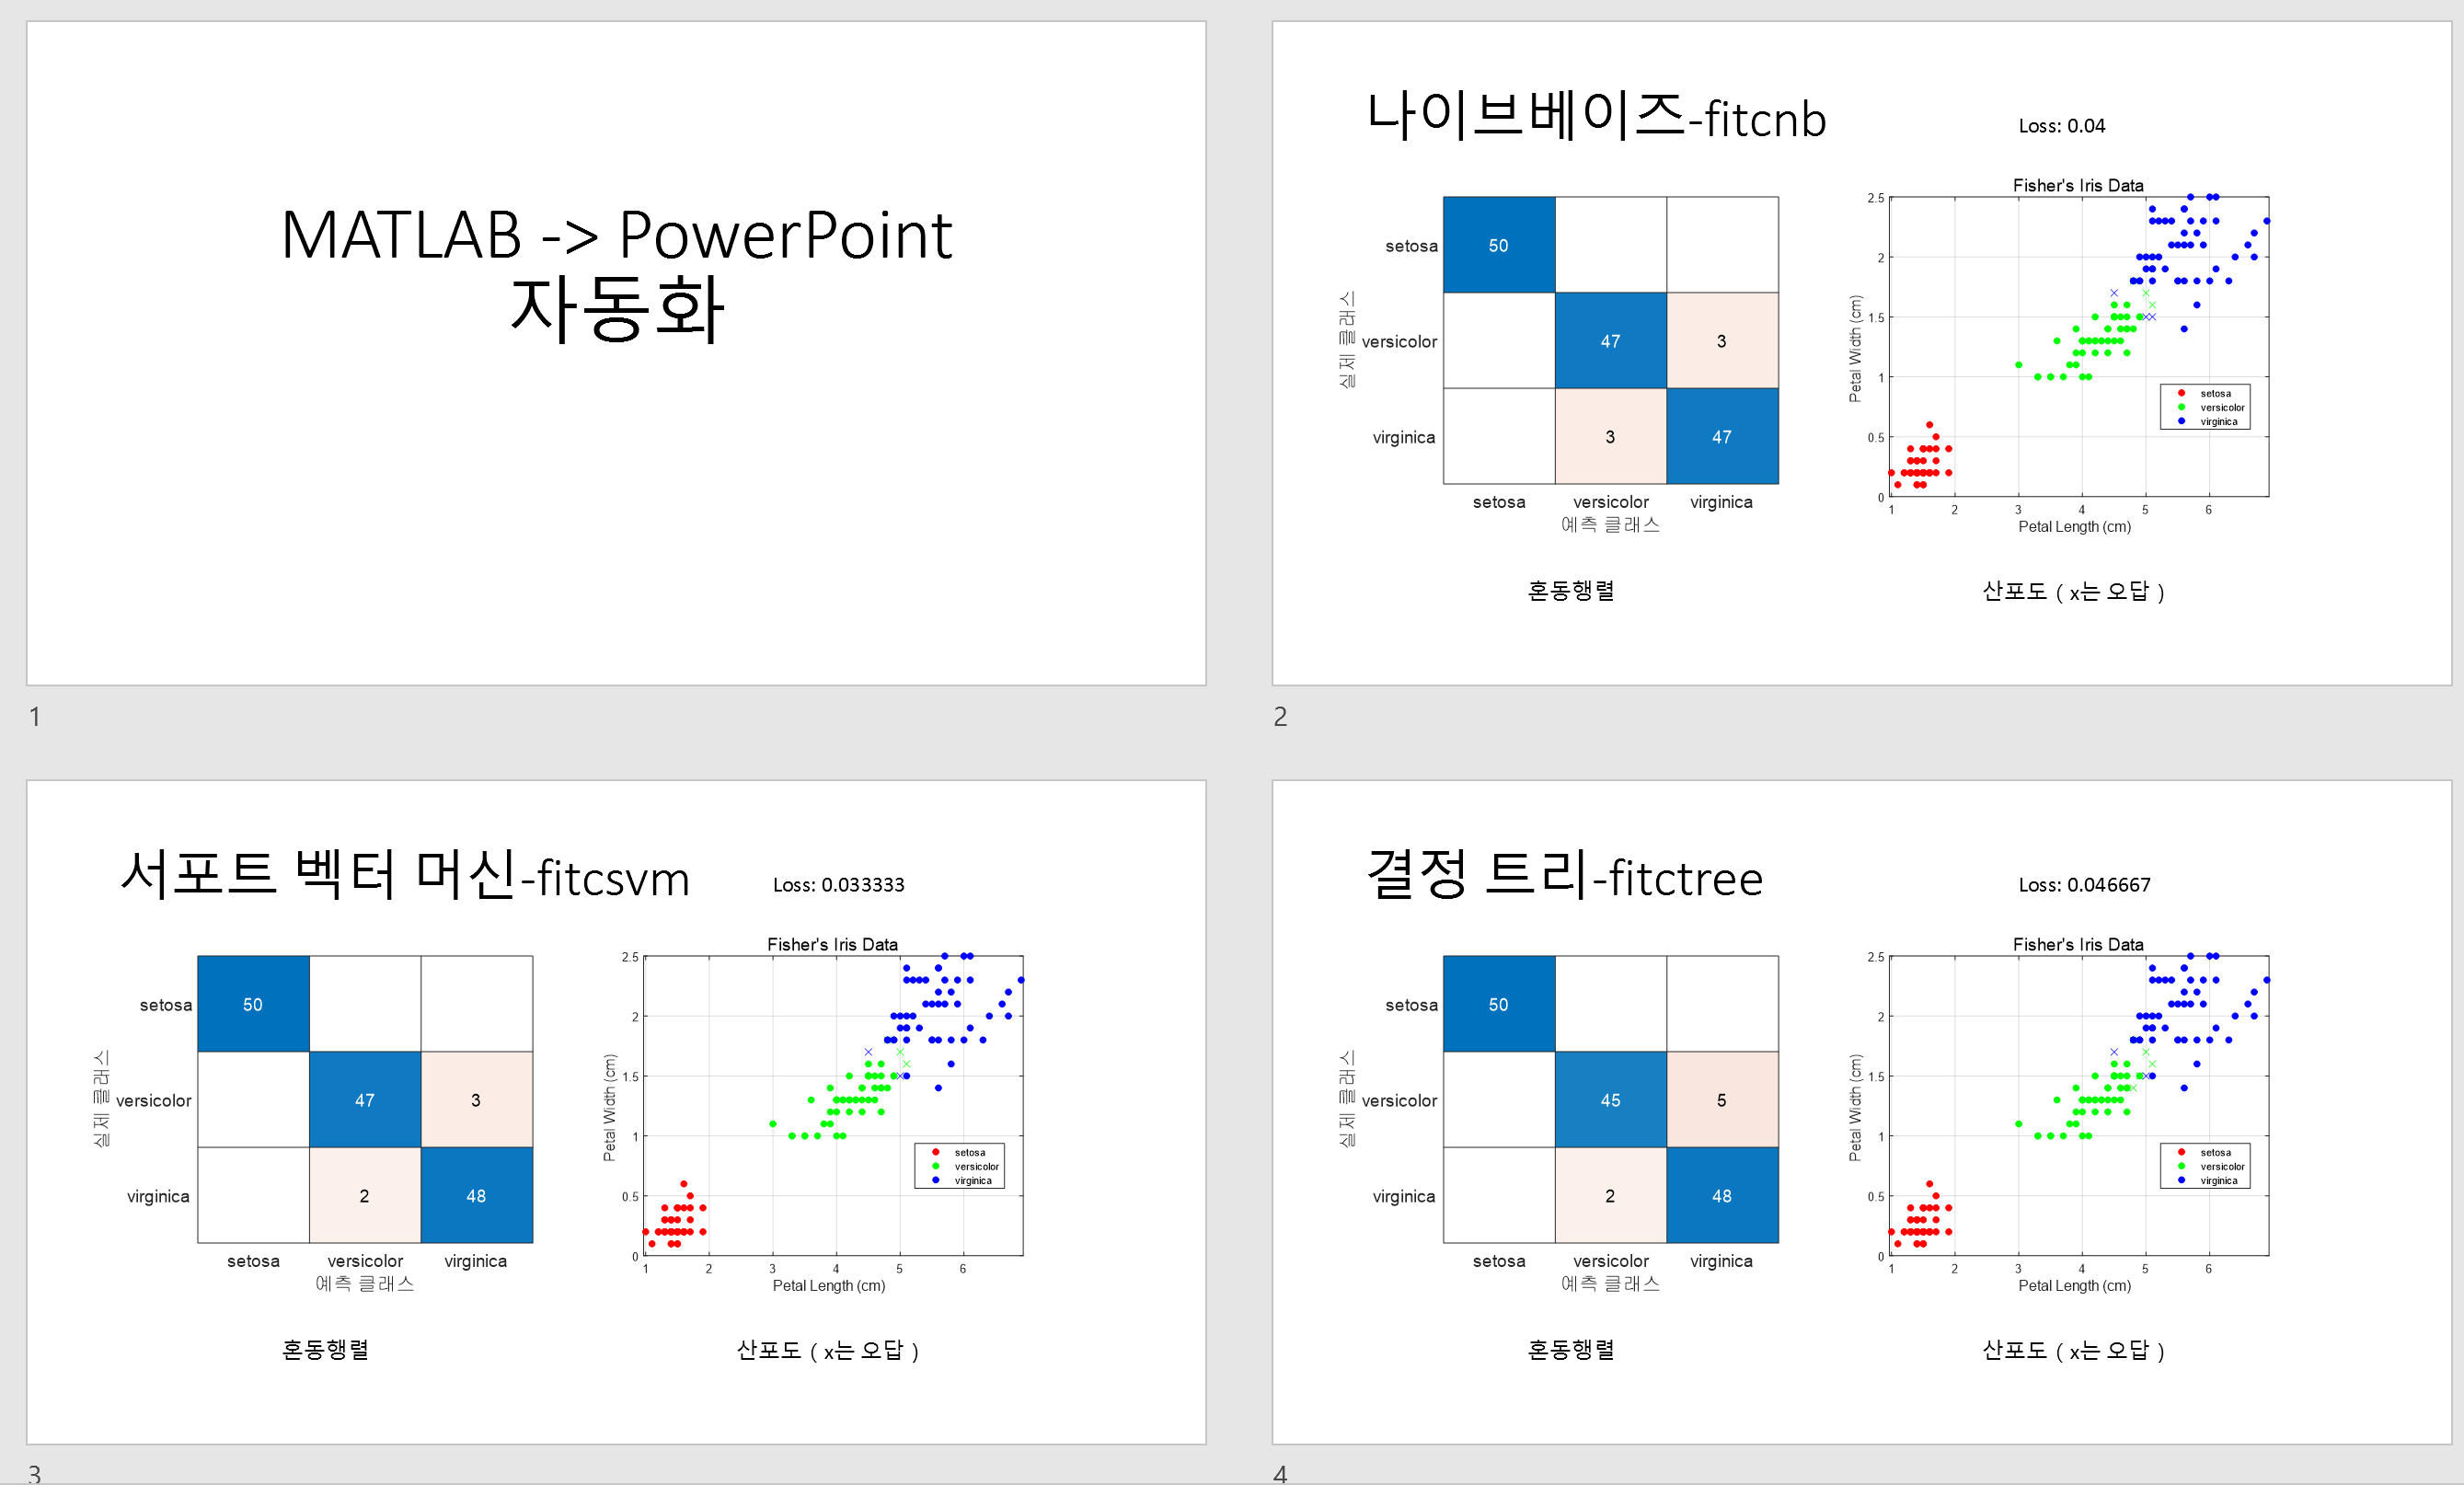 MATLAB -> PowerPoint
자동화
1
나이브베이즈-fitcnb
Loss: 0.04
실제 클래스
setosa
50
versicolor
47
3
virginica
3
47
setosa
versicolor
virginica
예측 클래스
Fisher's Iris Data
Petal Width (cm)
2.5
2
1.5
1
0.5
0
setosa
versicolor
virginica
1
2
3
4
5
6
Petal Length (cm)
혼동행렬
산포도 ( x는 오답 )
2
서포트 벡터 머신-fitcsvm
Loss: 0.033333
실제 클래스
setosa
50
versicolor
47
3
virginica
2
48
setosa
versicolor
virginica
예측 클래스
Fisher's Iris Data
Petal Width (cm)
2.5
2
1.5
1
0.5
0
setosa
versicolor
virginica
1
2
3
4
5
6
Petal Length (cm)
혼동행렬
산포도 ( x는 오답 )
3
결정 트리-fitctree
Loss: 0.046667
실제 클래스
setosa
50
versicolor
45
5
virginica
2
48
setosa
versicolor
virginica
예측 클래스
Fisher's Iris Data
Petal Width (cm)
2.5
2
1.5
1
0.5
0
setosa
versicolor
virginica
1
2
3
4
5
6
Petal Length (cm)
혼동행렬
산포도 ( x는 오답 )
4